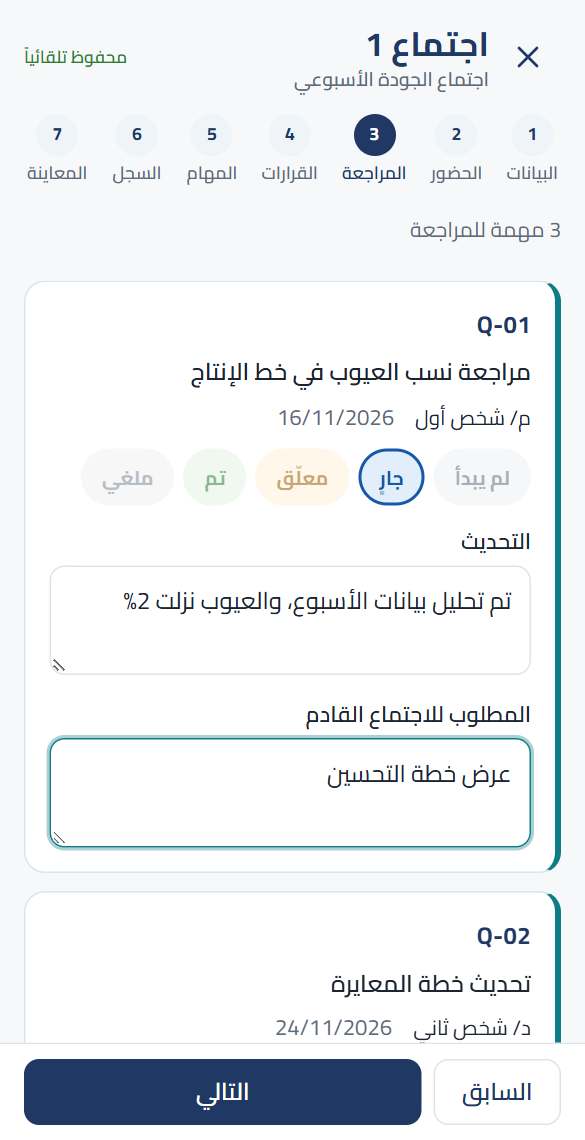 اجتماع 1
محفوظ تلقائياً
اجتماع الجودة الأسبوعي
1 2 3 4 5 6 7
البيانات الحضور المراجعة القرارات المهام السجل المعاينة
3 مهمة للمراجعة
Q-01
مراجعة نسب العيوب في خط الإنتاج
م/ شخص أول 16/11/2026
لم يبدأ جارٍ معلّق تم ملغي
التحديث
تم تحليل بيانات الأسبوع، والعيوب نزلت 2%
المطلوب للاجتماع القادم
عرض خطة التحسين
Q-02
تحديث خطة المعايرة
د/ شخص ثاني 24/11/2026
السابق التالي